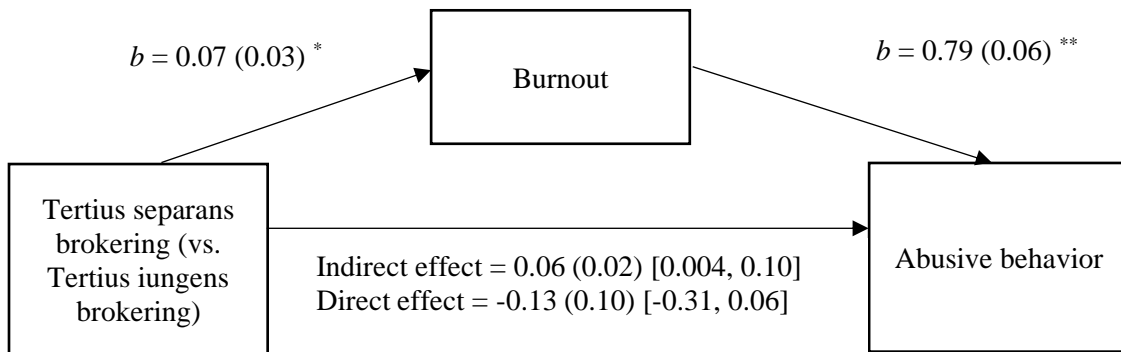 b = 0.07 (0.03) *
b = 0.79 (0.06) **
Burnout
Tertius separans
brokering (vs.
Tertius iungens
brokering)
Indirect effect = 0.06 (0.02) [0.004, 0.10]
Direct effect = -0.13 (0.10) [-0.31, 0.06]
Abusive behavior